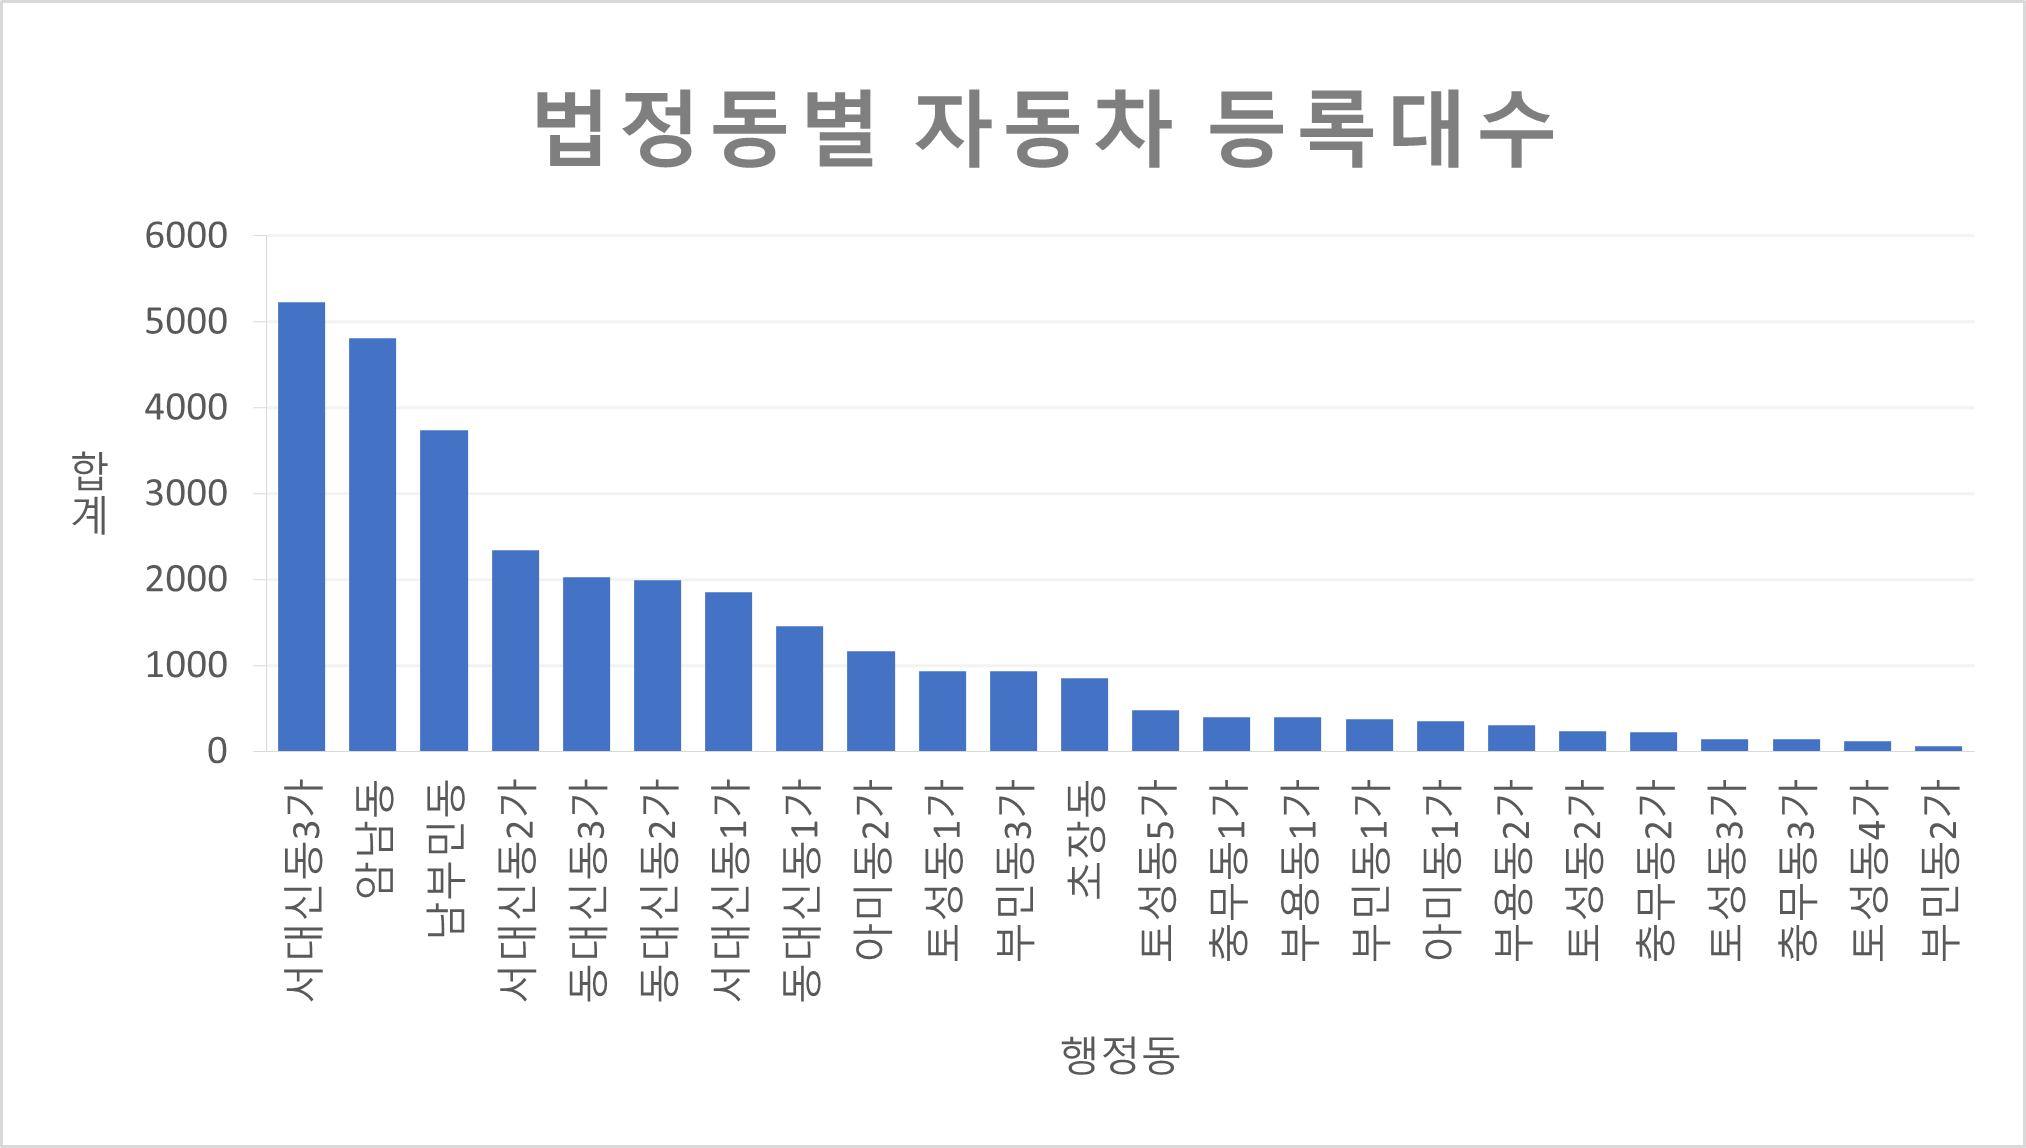 법정동별 자동차 등록대수
합계
6000
5000
4000
3000
2000
1000
0
서대신동3가
암남동
남부민동
서대신동2가
동대신동3가
동대신동2가
서대신동1가
동대신동1가
아미동2가
토성동1가
부민동3가
초장동
토성동5가
충무동1가
부용동1가
부민동1가
아미동1가
부용동2가
토성동2가
충무동2가
토성동3가
충무동3가
토성동4가
부민동2가
행정동